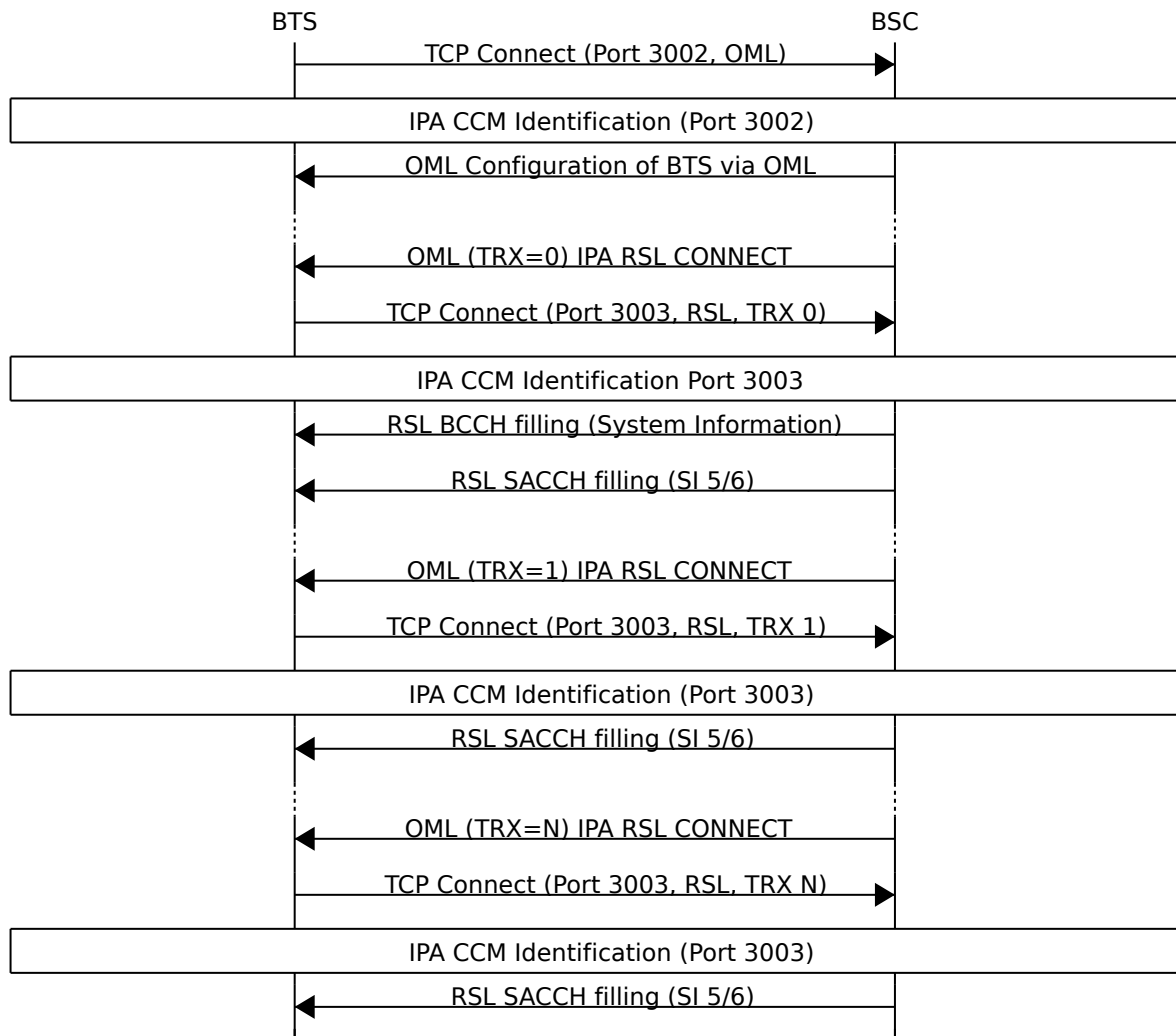 BTS BSC
TCP Connect (Port 3002, OML)
IPA CCM Identification (Port 3002)
OML Configuration of BTS via OML
OML (TRX=0) IPA RSL CONNECT
TCP Connect (Port 3003, RSL, TRX 0)
IPA CCM Identification Port 3003
RSL BCCH filling (System Information)
RSL SACCH filling (SI 5/6)
OML (TRX=1) IPA RSL CONNECT
TCP Connect (Port 3003, RSL, TRX 1)
IPA CCM Identification (Port 3003)
RSL SACCH filling (SI 5/6)
OML (TRX=N) IPA RSL CONNECT
TCP Connect (Port 3003, RSL, TRX N)
IPA CCM Identification (Port 3003)
RSL SACCH filling (SI 5/6)